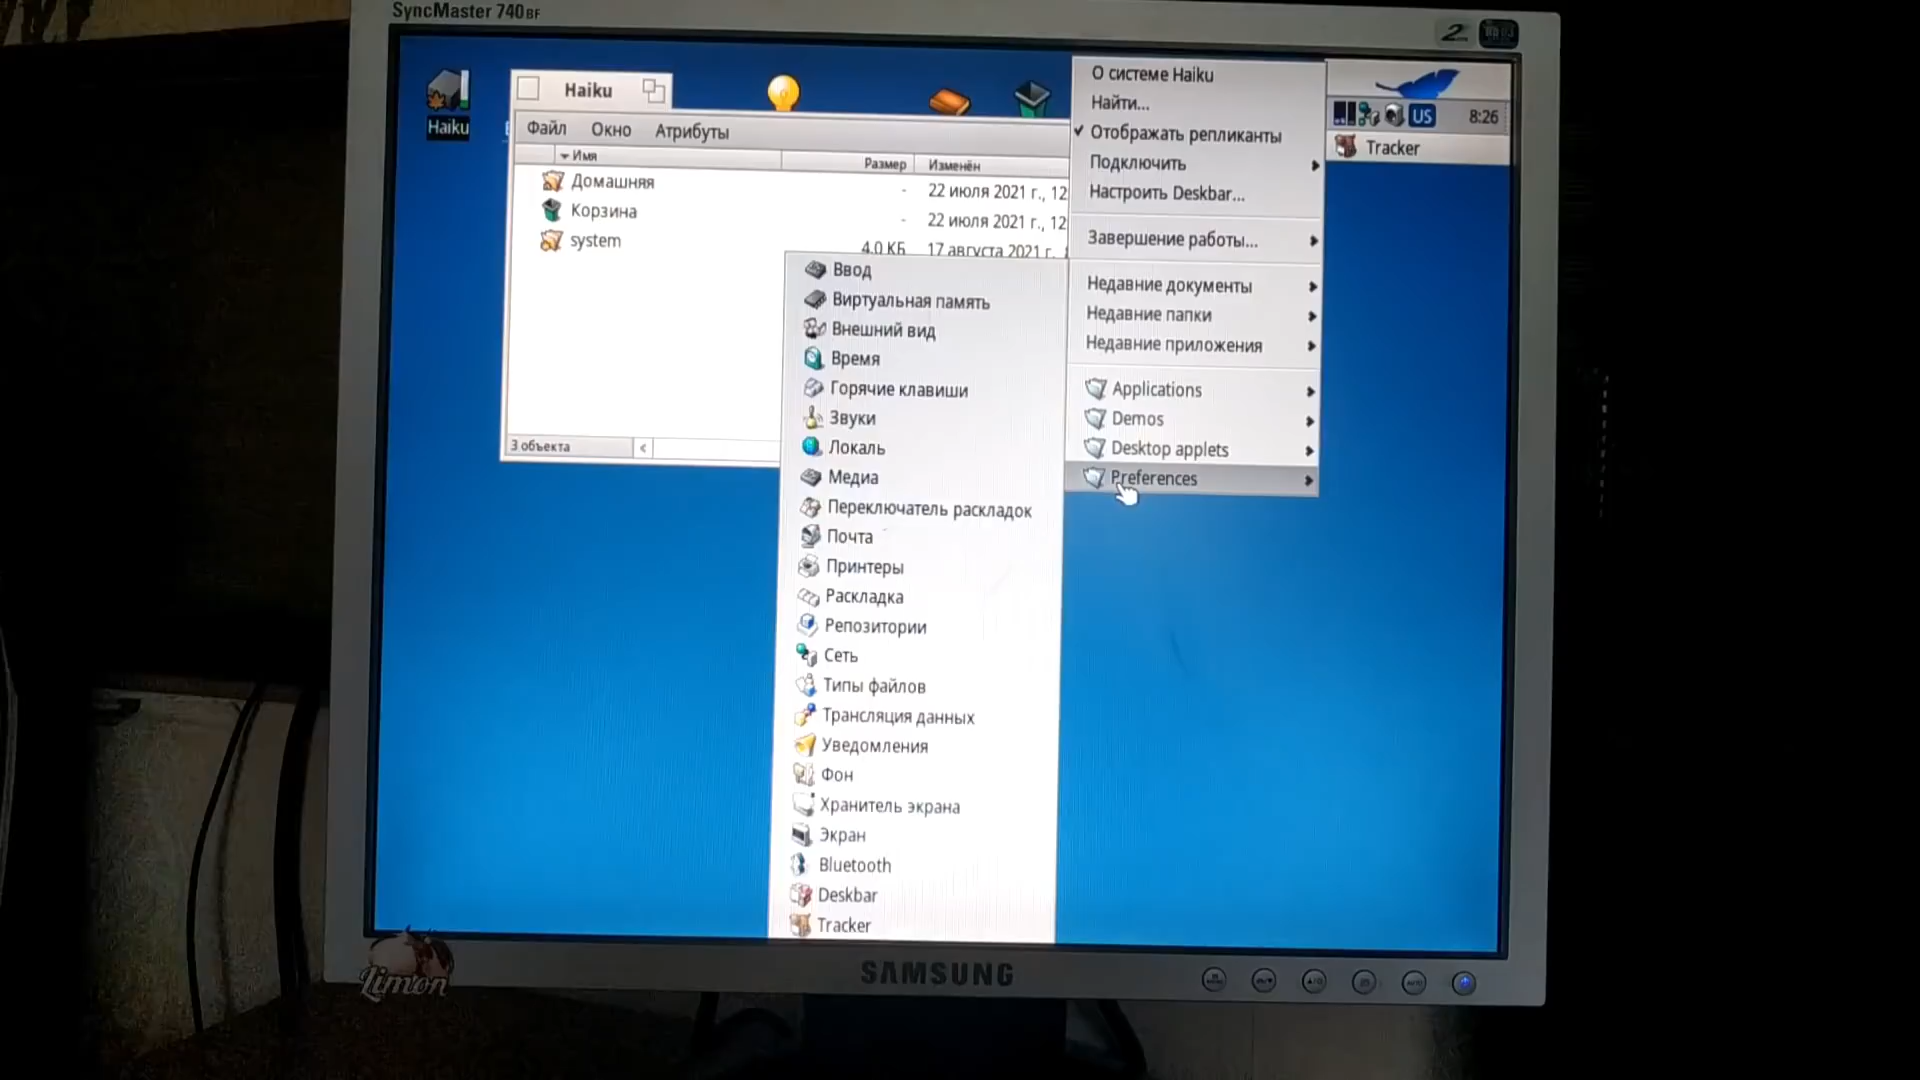 SyncMaster 740BF
2
Haiku
Haiku
Файл Окно Атрибуты
Имя Размер Изменён
Домашняя - 22 июля 2021 г., 12
Корзина - 22 июля 2021 г., 12
system 4.0 КБ 17 августа 2021 г.,
3 объекта
О системе Haiku
Найти...
Отображать репликанты
Подключить
Настроить Deskbar...
Завершение работы...
Недавние документы
Недавние папки
Недавние приложения
Applications
Demos
Desktop applets
Preferences
US 8:26
Tracker
Ввод
Виртуальная память
Внешний вид
Время
Горячие клавиши
Звуки
Локаль
Медиа
Переключатель раскладок
Почта
Принтеры
Раскладка
Репозитории
Сеть
Типы файлов
Трансляция данных
Уведомления
Фон
Хранитель экрана
Экран
Bluetooth
Deskbar
Tracker
Limon
SAMSUNG